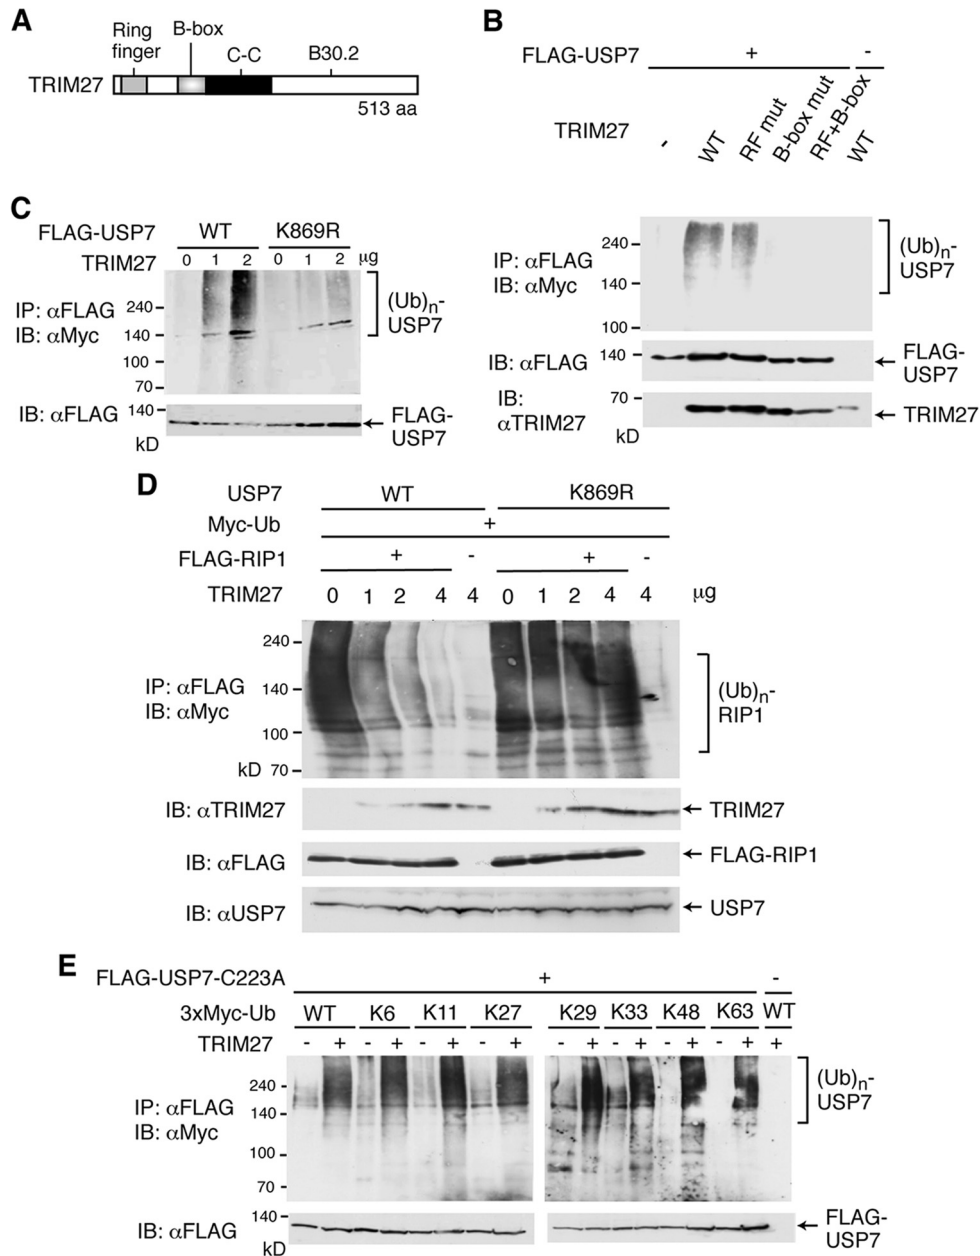 A
Ring finger
B-box
C-C
B30.2
TRIM27
513 aa
B
FLAG-USP7 + -
TRIM27 - WT RF mut B-box mut RF+B-box WT
IP: αFLAG
IB: αMyc
240
140
100
(Ub)n-
USP7
IB: αFLAG
140
FLAG-
USP7
IB:
αTRIM27
70
kD
TRIM27
C
FLAG-USP7 WT K869R
TRIM27 0 1 2 0 1 2 μg
IP: αFLAG
IB: αMyc
240
140
100
70
(Ub)n-
USP7
IB: αFLAG
140
kD
FLAG-
USP7
D
USP7 WT K869R
Myc-Ub +
FLAG-RIP1 + - + -
TRIM27 0 1 2 4 4 0 1 2 4 4 μg
IP: αFLAG
IB: αMyc
240
140
100
kD 70
(Ub)n-
RIP1
IB: αTRIM27
TRIM27
IB: αFLAG
FLAG-RIP1
IB: αUSP7
USP7
E
FLAG-USP7-C223A + -
3xMyc-Ub WT K6 K11 K27 K29 K33 K48 K63 WT
TRIM27 - + - + - + - + - + - + - + - + +
IP: αFLAG
IB: αMyc
240
140
100
70
(Ub)n-
USP7
IB: αFLAG
140
kD
FLAG-
USP7